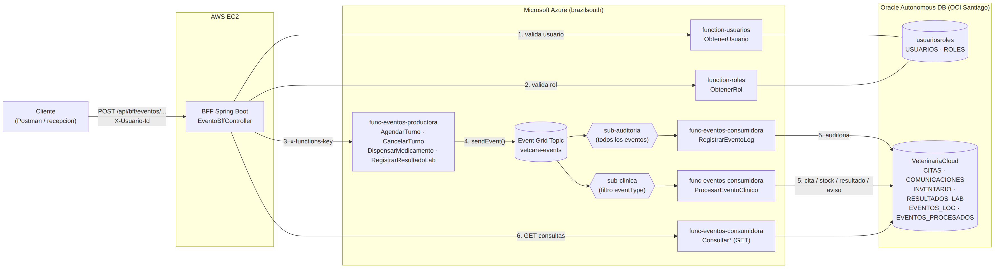 AWS EC2
Microsoft Azure (brazilsouth)
Oracle Autonomous DB (OCI Santiago)
Cliente
(Postman / recepcion)
POST /api/bff/eventos/...
X-Usuario-Id
BFF Spring Boot
EventoBffController
1. valida usuario
function-usuarios
ObtenerUsuario
usuariosroles
USUARIOS · ROLES
2. valida rol
function-roles
ObtenerRol
3. x-functions-key
func-eventos-productora
AgendarTurno ·
CancelarTurno
DispensarMedicamento ·
RegistrarResultadoLab
4. sendEvent()
Event Grid Topic
vetcare-events
sub-auditoria
(todos los eventos)
func-eventos-consumidora
RegistrarEventoLog
5. auditoria
sub-clinica
(filtro eventType)
func-eventos-consumidora
ProcesarEventoClinico
5. cita / stock / resultado /
aviso
VeterinariaCloud
CITAS ·
COMUNICACIONES
INVENTARIO ·
RESULTADOS_LAB
EVENTOS_LOG ·
EVENTOS_PROCESADOS
6. GET consultas
func-eventos-consumidora
Consultar* (GET)